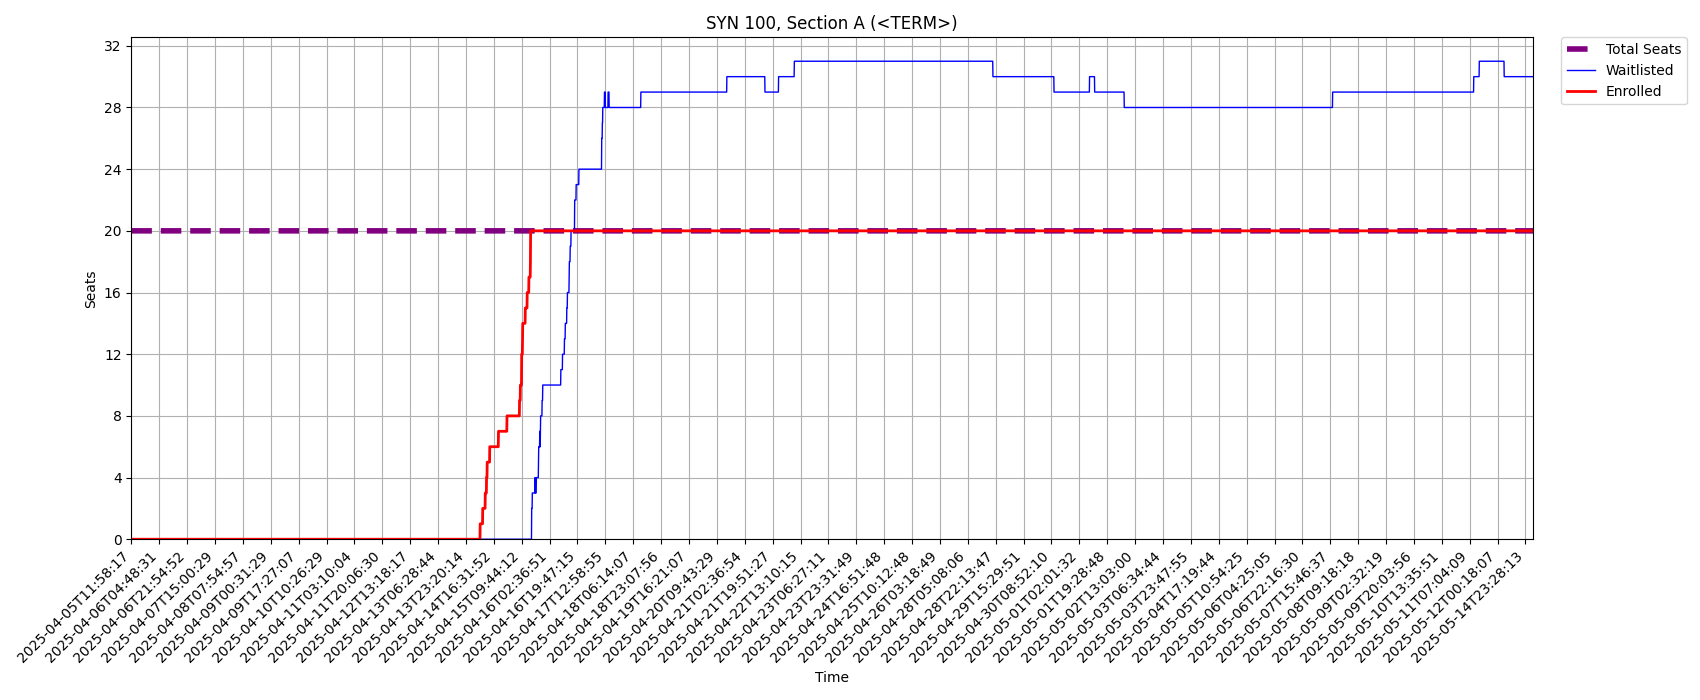 SYN 100, Section A (<TERM>)
Total Seats
Waitlisted
Enrolled
Seats
32
28
24
20
16
12
8
4
0
2025-04-05T11:58:17
2025-04-06T04:48:31
2025-04-06T21:54:52
2025-04-07T15:00:29
2025-04-08T07:54:57
2025-04-09T00:31:29
2025-04-09T17:27:07
2025-04-10T10:26:29
2025-04-11T03:10:04
2025-04-11T20:06:30
2025-04-12T13:18:17
2025-04-13T06:28:44
2025-04-13T23:20:14
2025-04-14T16:31:52
2025-04-15T09:44:12
2025-04-16T02:36:51
2025-04-16T19:47:15
2025-04-17T12:58:55
2025-04-18T06:14:07
2025-04-18T23:07:56
2025-04-19T16:21:07
2025-04-20T09:43:29
2025-04-21T02:36:54
2025-04-21T19:51:27
2025-04-22T13:10:15
2025-04-23T06:27:11
2025-04-23T23:31:49
2025-04-24T16:51:48
2025-04-25T10:12:48
2025-04-26T03:18:49
2025-04-28T05:08:06
2025-04-28T22:13:47
2025-04-29T15:29:51
2025-04-30T08:52:10
2025-05-01T02:01:32
2025-05-01T19:28:48
2025-05-02T13:03:00
2025-05-03T06:34:44
2025-05-03T23:47:55
2025-05-04T17:19:44
2025-05-05T10:54:25
2025-05-06T04:25:05
2025-05-06T22:16:30
2025-05-07T15:46:37
2025-05-08T09:18:18
2025-05-09T02:32:19
2025-05-09T20:03:56
2025-05-10T13:35:51
2025-05-11T07:04:09
2025-05-12T00:18:07
2025-05-14T23:28:13
Time